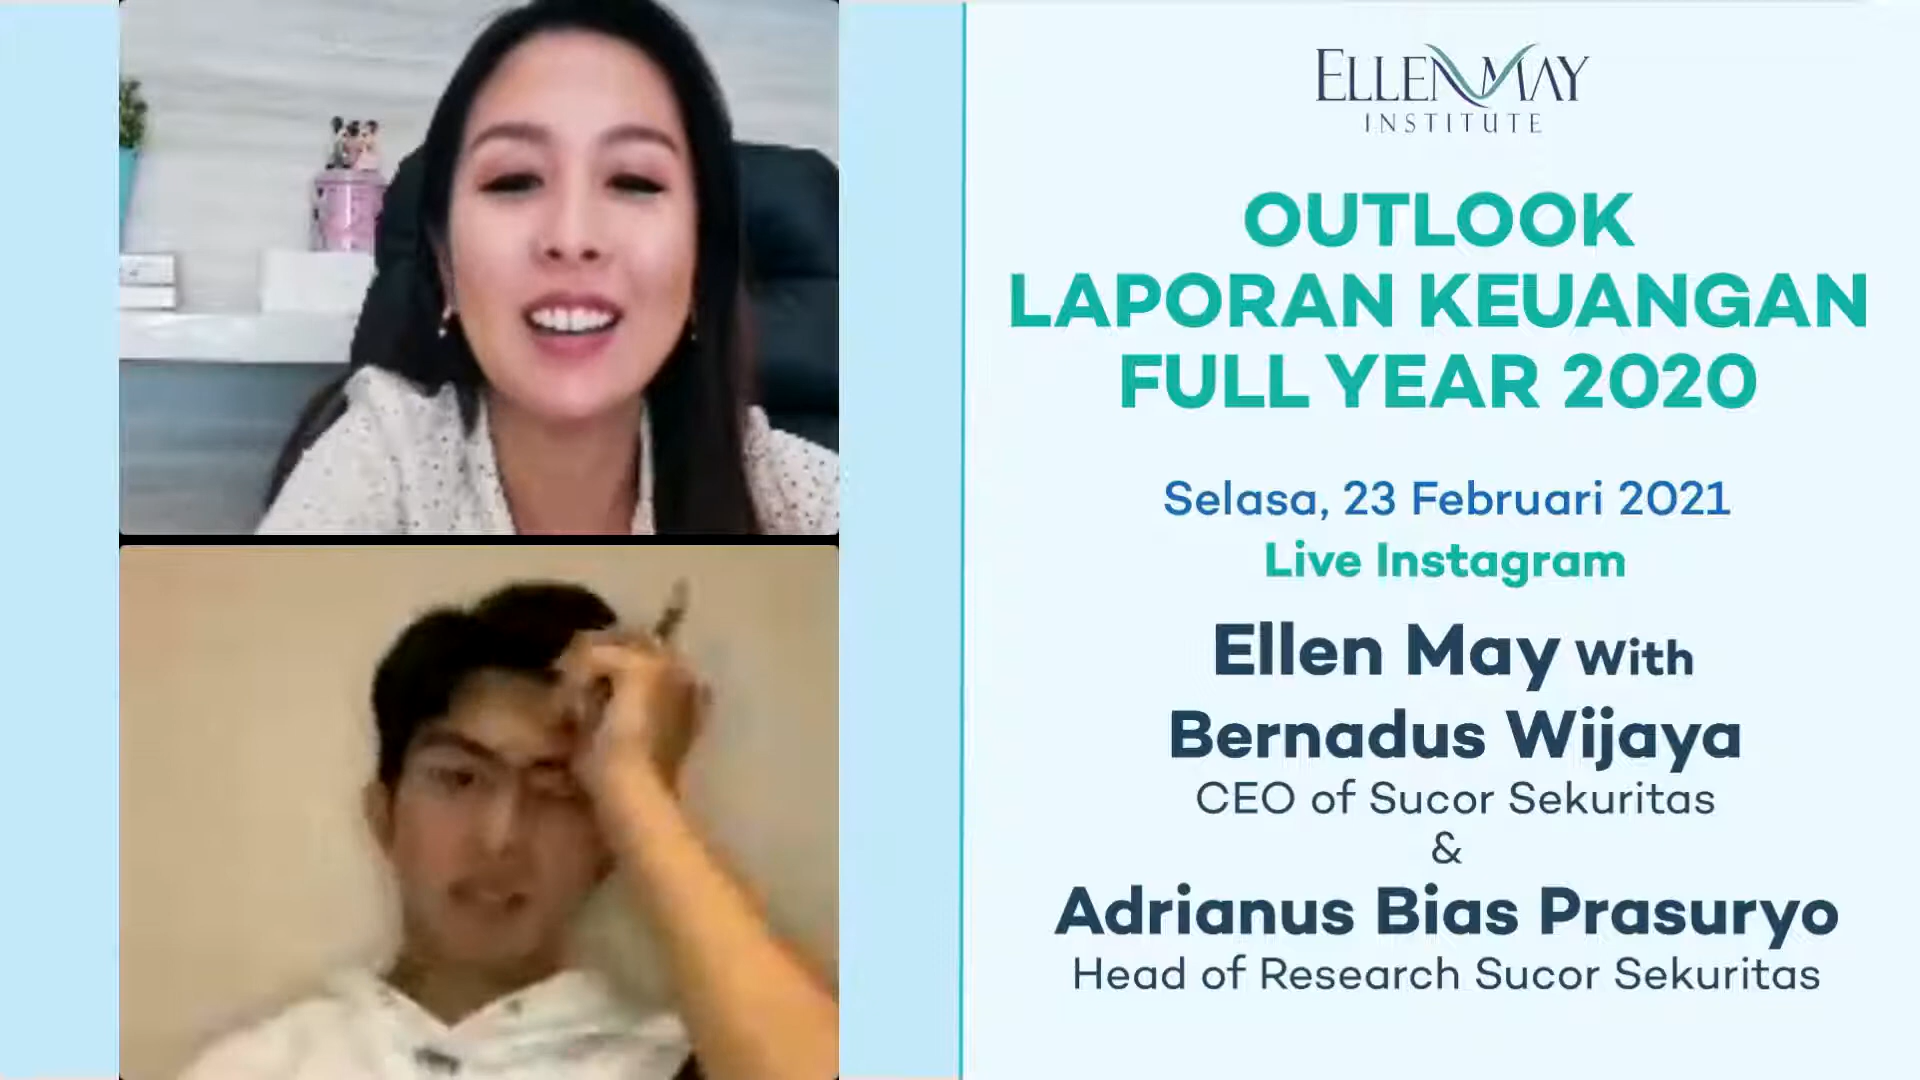 ELLEN MAY
INSTITUTE
OUTLOOK
LAPORAN KEUANGAN
FULL YEAR 2020
Selasa, 23 Februari 2021
Live Instagram
Ellen May With
Bernadus Wijaya
CEO of Sucor Sekuritas
&
Adrianus Bias Prasuryo
Head of Research Sucor Sekuritas